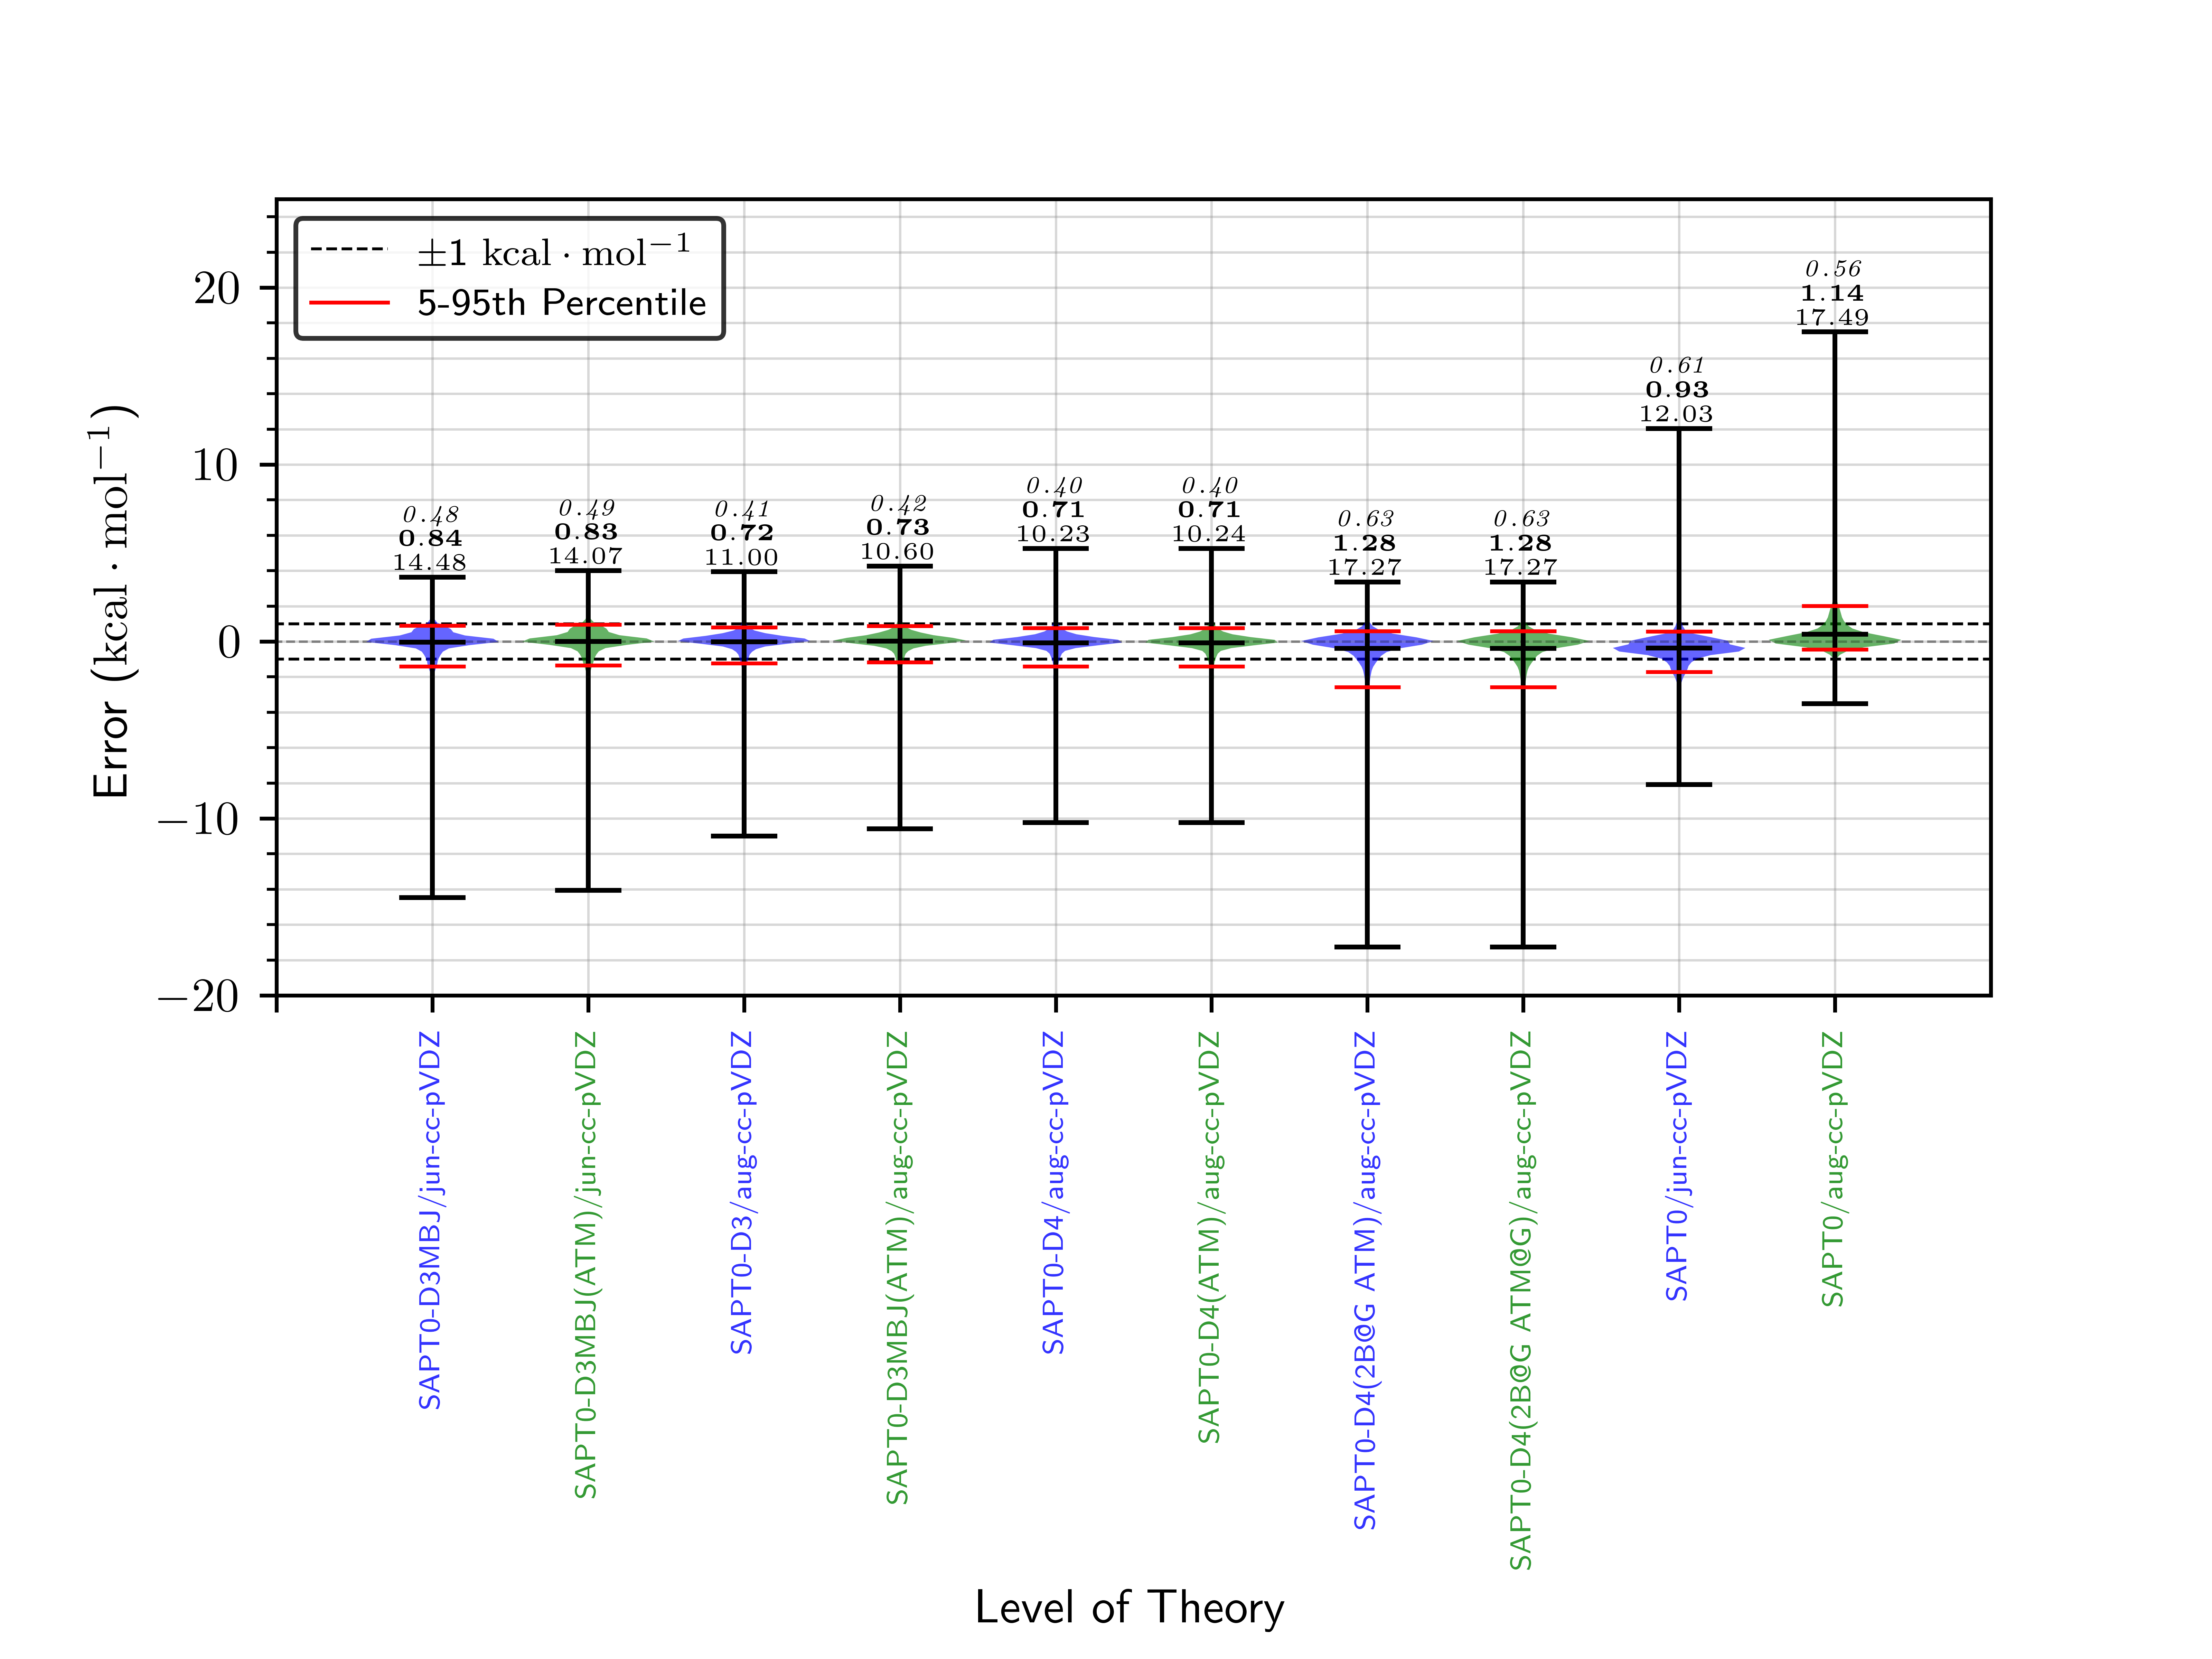 ±1 kcal · mol⁻¹
5-95th Percentile
Error (kcal · mol⁻¹)
20
10
0
−10
−20
0.48
0.84
14.48
0.49
0.83
14.07
0.41
0.72
11.00
0.42
0.73
10.60
0.40
0.71
10.23
0.40
0.71
10.24
0.63
1.28
17.27
0.63
1.28
17.27
0.61
0.93
12.03
0.56
1.14
17.49
SAPT0-D3MBJ/jun-cc-pVDZ
SAPT0-D3MBJ(ATM)/jun-cc-pVDZ
SAPT0-D3/aug-cc-pVDZ
SAPT0-D3MBJ(ATM)/aug-cc-pVDZ
SAPT0-D4/aug-cc-pVDZ
SAPT0-D4(ATM)/aug-cc-pVDZ
SAPT0-D4(2B@G ATM)/aug-cc-pVDZ
SAPT0-D4(2B@G ATM@G)/aug-cc-pVDZ
SAPT0/jun-cc-pVDZ
SAPT0/aug-cc-pVDZ
Level of Theory